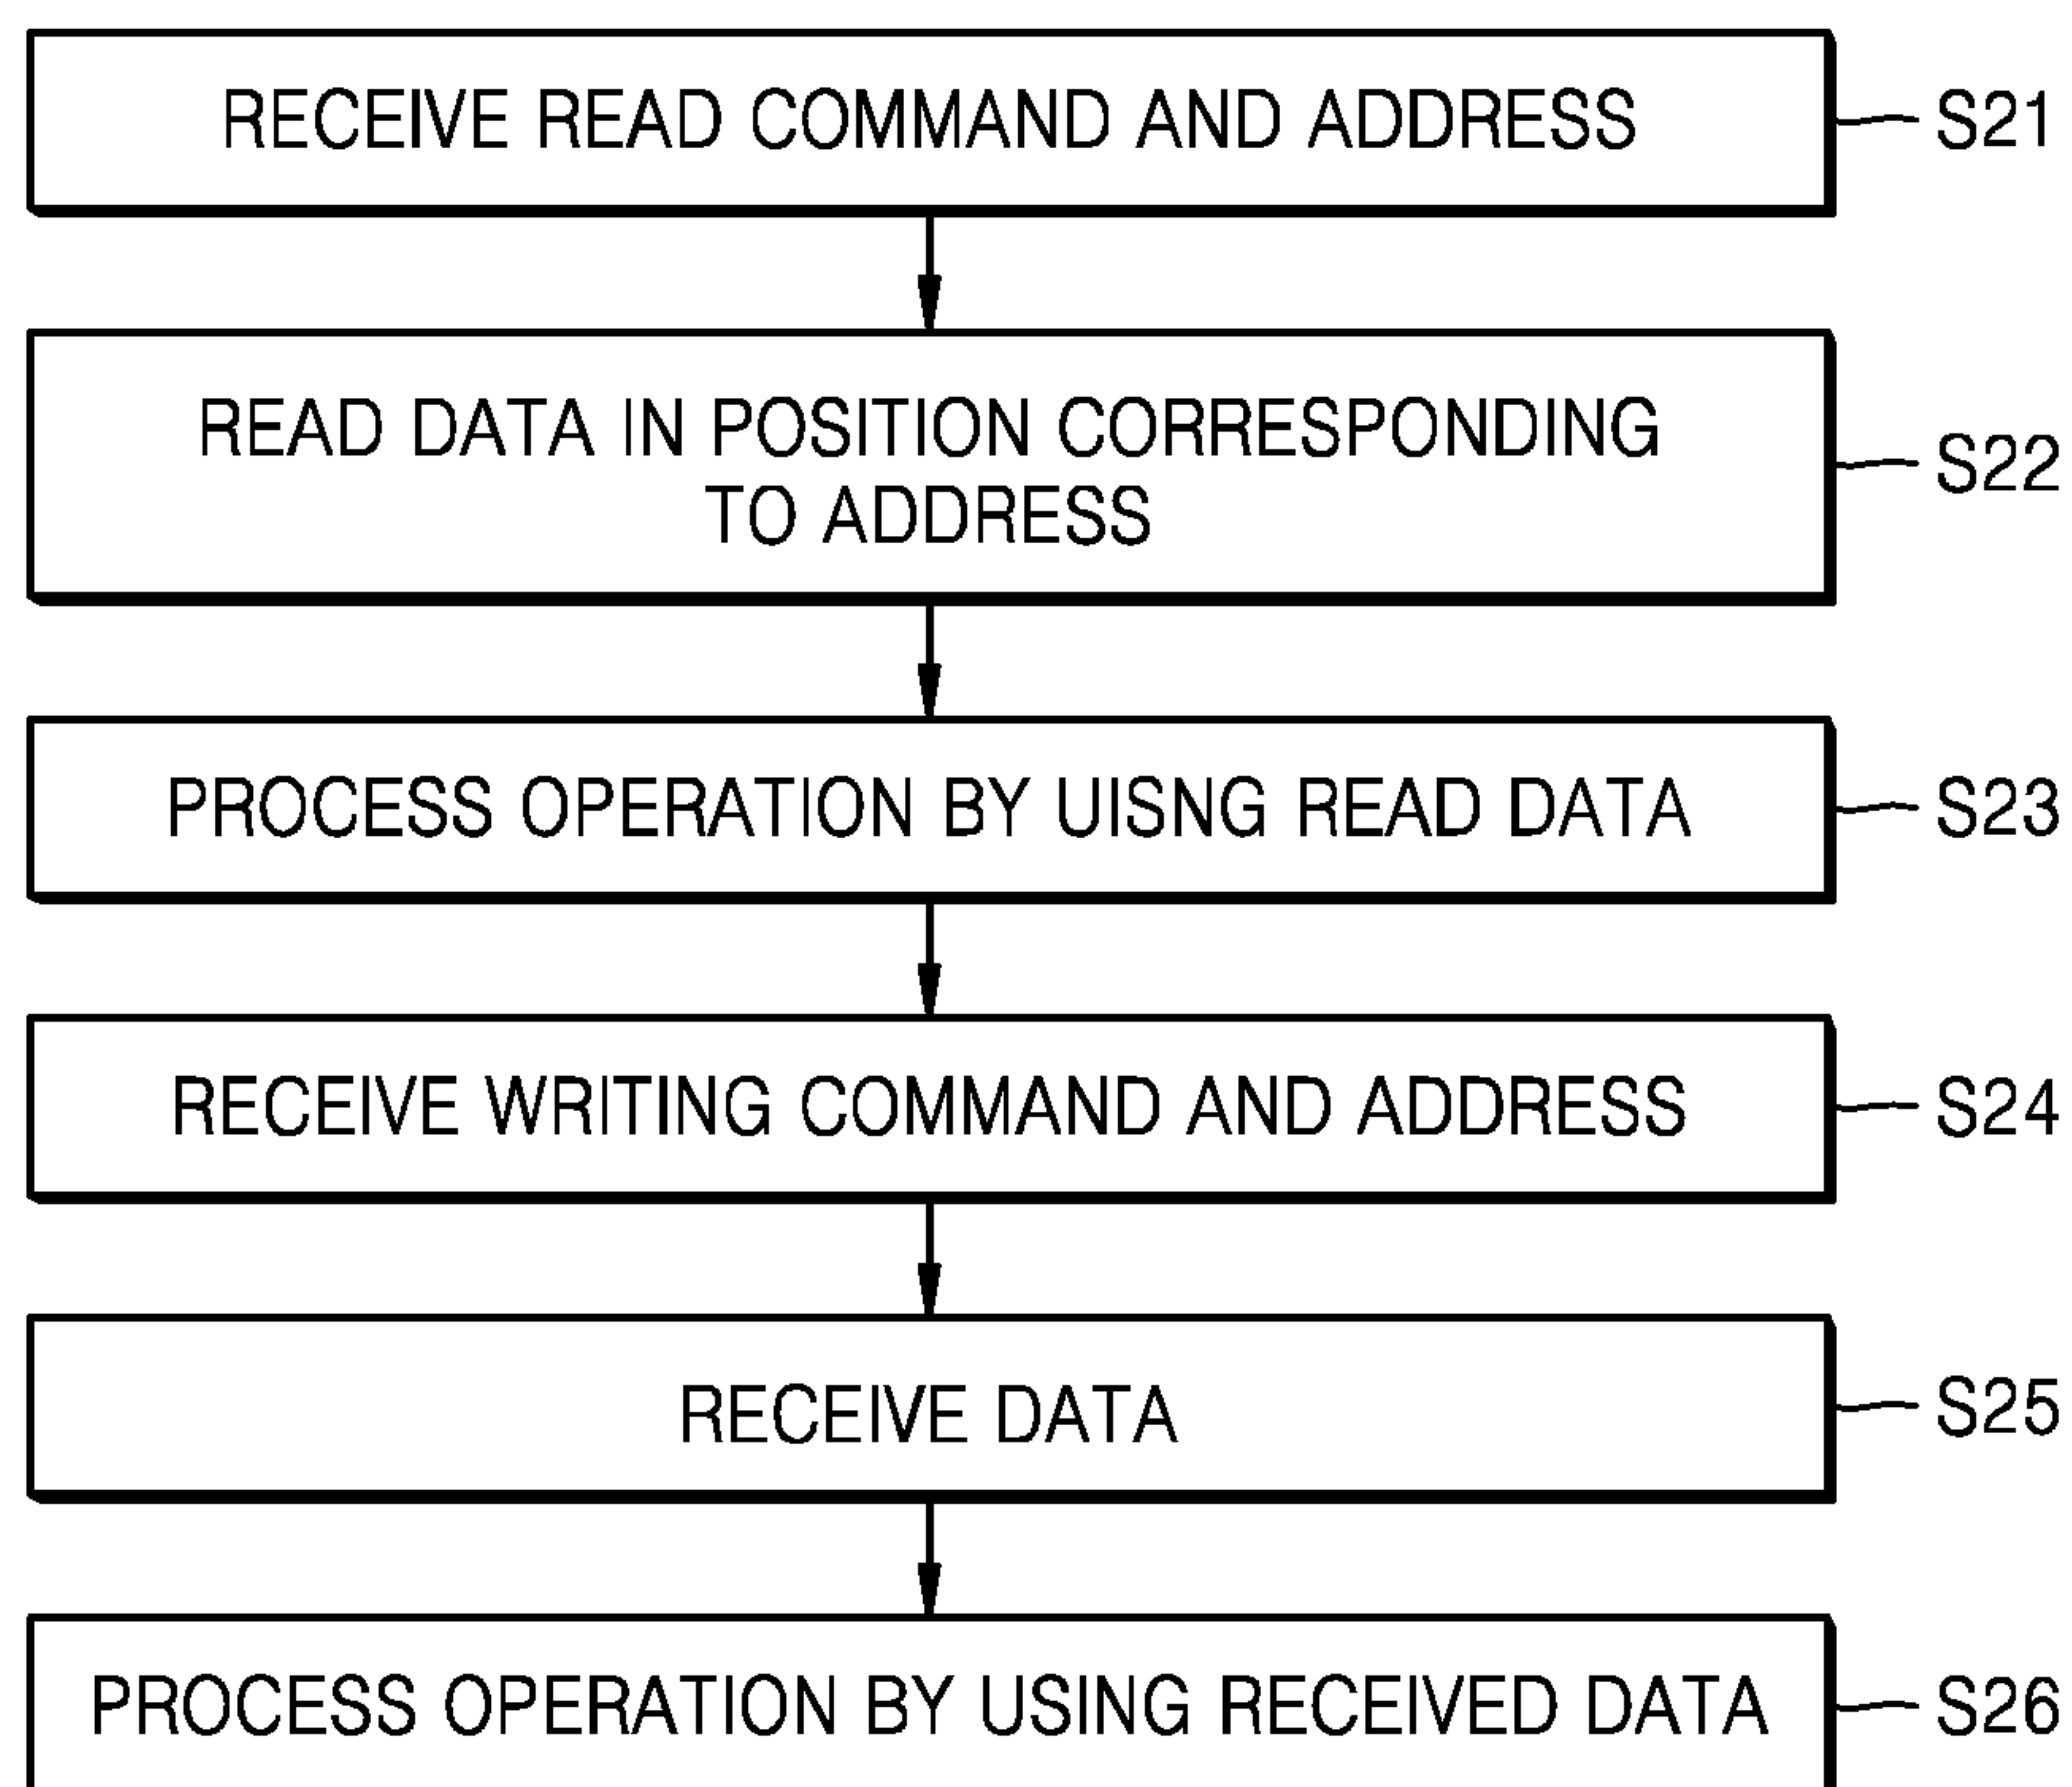 RECEIVE READ COMMAND AND ADDRESS
S21
READ DATA IN POSITION CORRESPONDING
TO ADDRESS
S22
PROCESS OPERATION BY UISNG READ DATA
S23
RECEIVE WRITING COMMAND AND ADDRESS
S24
RECEIVE DATA
S25
PROCESS OPERATION BY USING RECEIVED DATA
S26